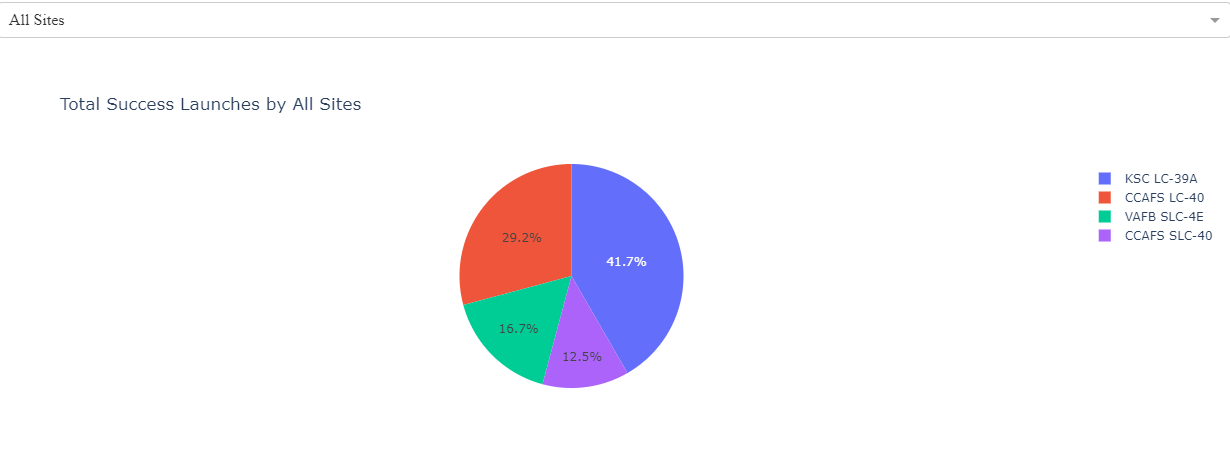 All Sites
Total Success Launches by All Sites
KSC LC-39A
CCAFS LC-40
VAFB SLC-4E
CCAFS SLC-40
29.2%
41.7%
16.7%
12.5%